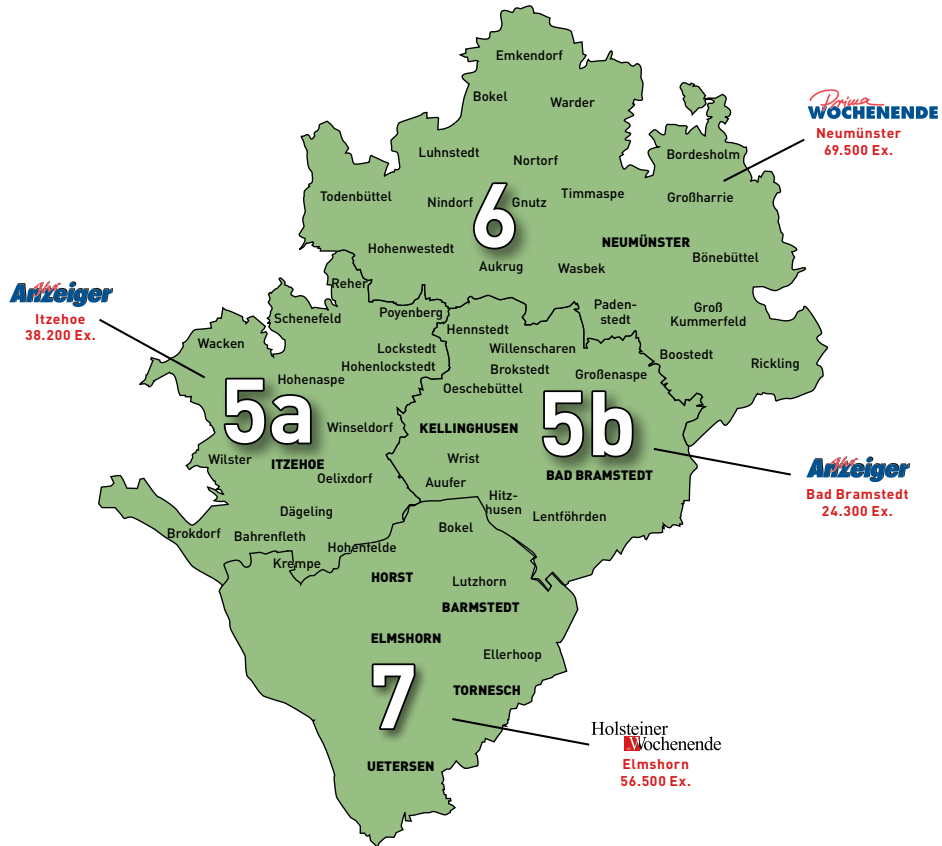 Emkendorf
Bokel
Warder
Prima
WOCHENENDE
Neumünster
69.500 Ex.
Luhnstedt
Nortorf
Bordesholm
Todenbüttel
Nindorf
6
Gnutz
Timmaspe
Großharrie
Hohenwestedt
NEUMÜNSTER
Aukrug
Wasbek
Bönebüttel
Anzeiger
Itzehoe
38.200 Ex.
Reher
Schenefeld
Poyenberg
Paden-
stedt
Groß
Kummerfeld
Wacken
Hennstedt
Lockstedt
Willenscharen
Boostedt
Rickling
Hohenlockstedt
Brokstedt
Hohenaspe
Großenaspe
Oeschebüttel
5a
5b
Winseldorf
KELLINGHUSEN
Wilster
ITZEHOE
Wrist
BAD BRAMSTEDT
Anzeiger
Bad Bramstedt
24.300 Ex.
Oelixdorf
Auufer
Hitz-
husen
Dägeling
Lentföhrden
Brokdorf
Bahrenfleth
Bokel
Hohenfelde
Krempe
HORST
Lutzhorn
BARMSTEDT
ELMSHORN
Ellerhoop
7
TORNESCH
Holsteiner
Wochenende
Elmshorn
56.500 Ex.
UETERSEN